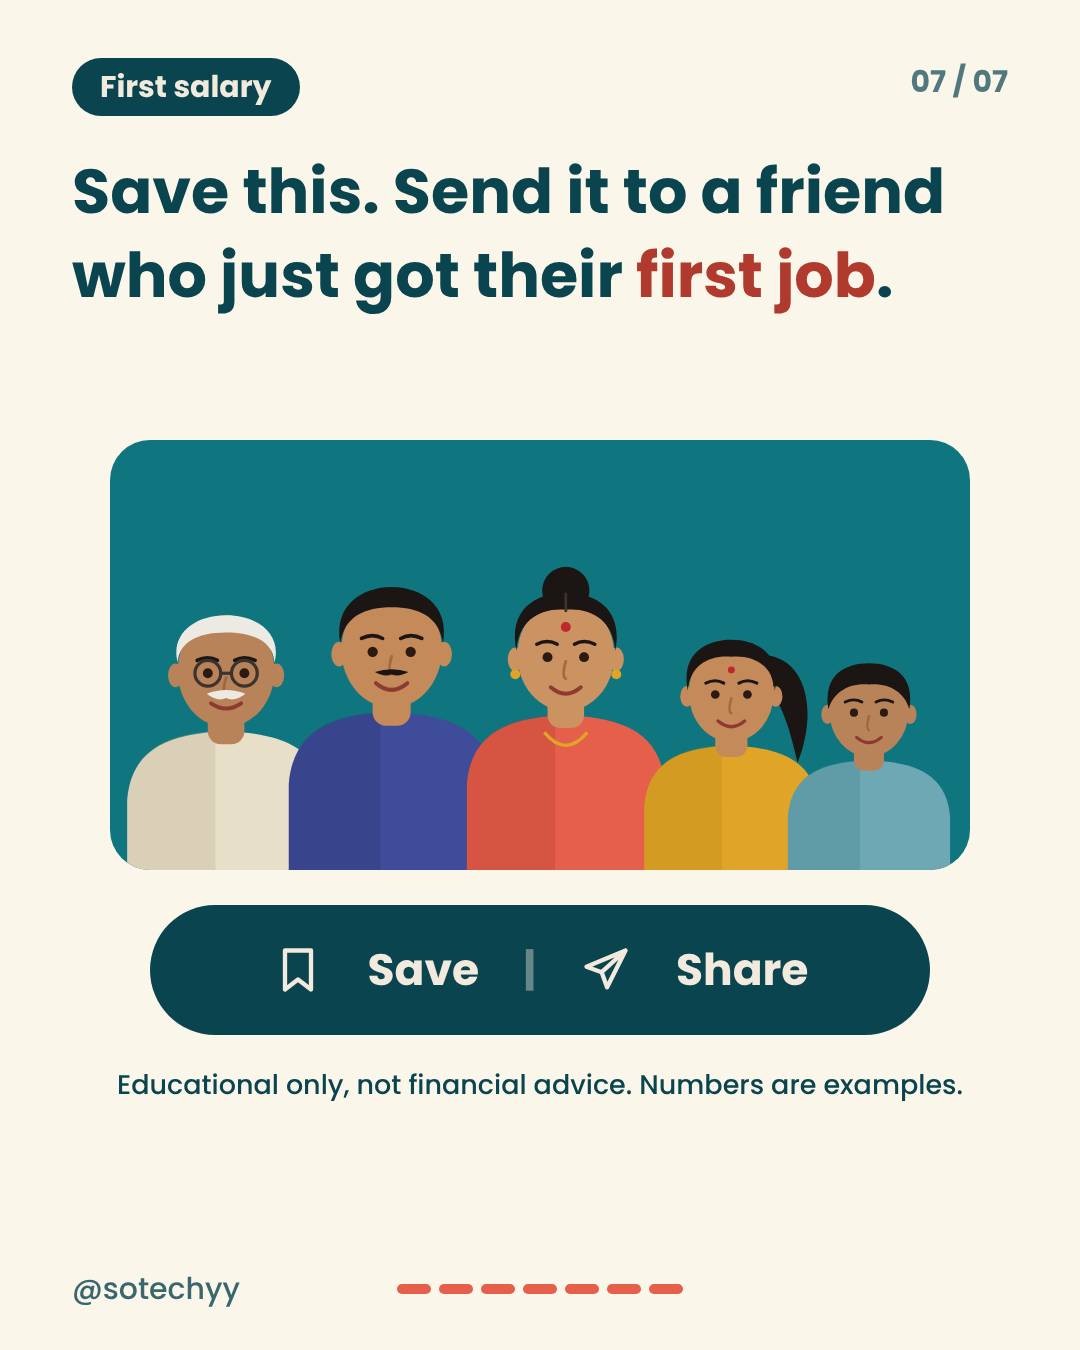 First salary
07 / 07
Save this. Send it to a friend
who just got their first job.
Save | Share
Educational only, not financial advice. Numbers are examples.
@sotechyy